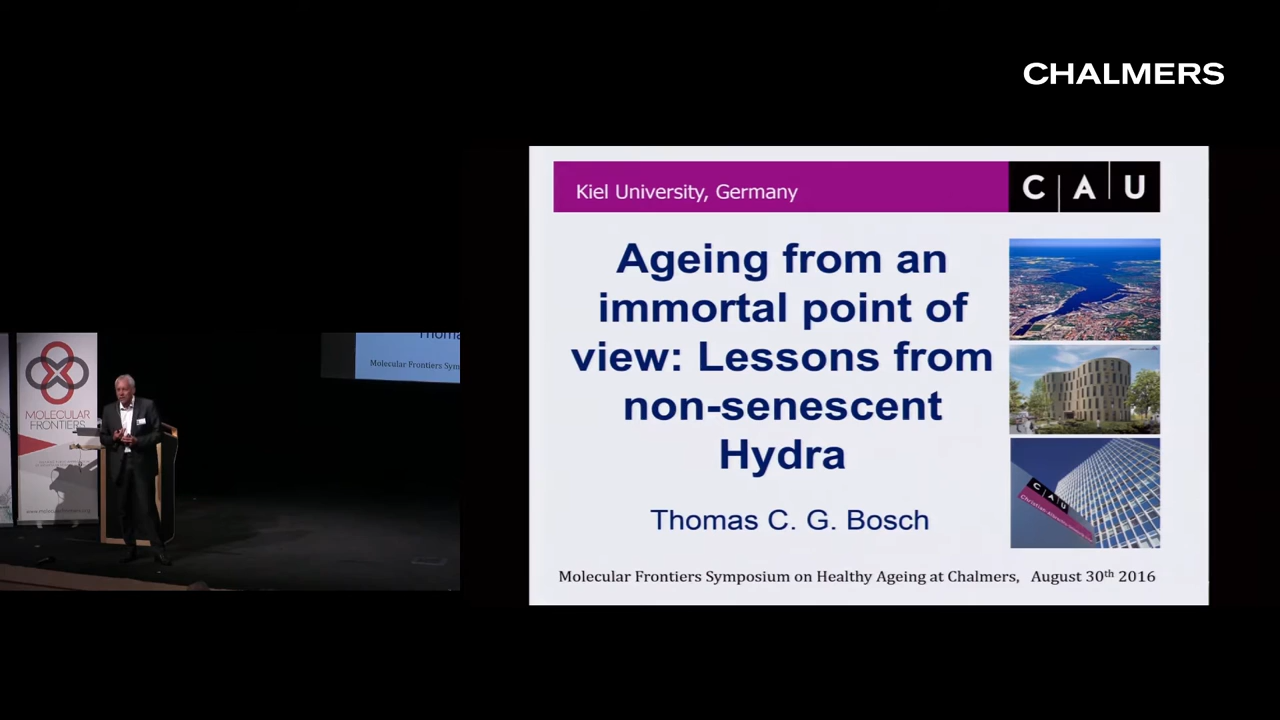 CHALMERS
Kiel University, Germany
C A U
Ageing from an
immortal point of
view: Lessons from
non-senescent
Hydra
Thomas C. G. Bosch
C A U
Molecular Frontiers Symposium on Healthy Ageing at Chalmers, August 30th 2016
Thoma
Molecular Frontiers Sym
MOLECULAR
FRONTIERS